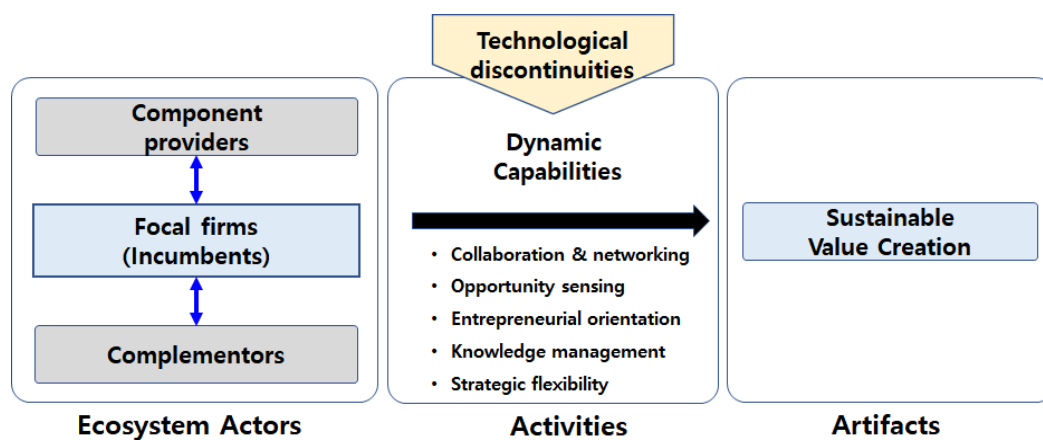 Technological
discontinuities
Component
providers
Focal firms
(Incumbents)
Complementors
Ecosystem Actors
Dynamic
Capabilities
• Collaboration & networking
• Opportunity sensing
• Entrepreneurial orientation
• Knowledge management
• Strategic flexibility
Activities
Sustainable
Value Creation
Artifacts